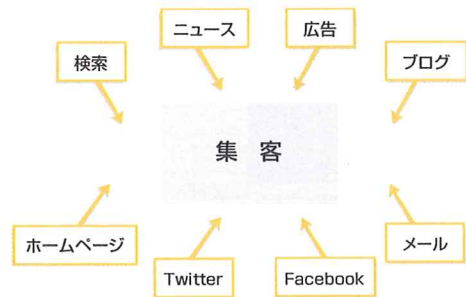 ニュース
広告
検索
ブログ
集 客
ホームページ
メール
Twitter
Facebook